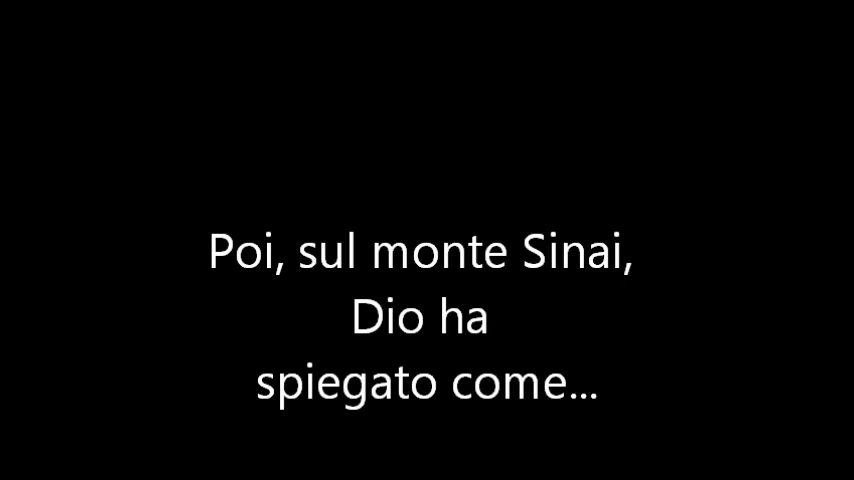 Poi, sul monte Sinai,
Dio ha
spiegato come...